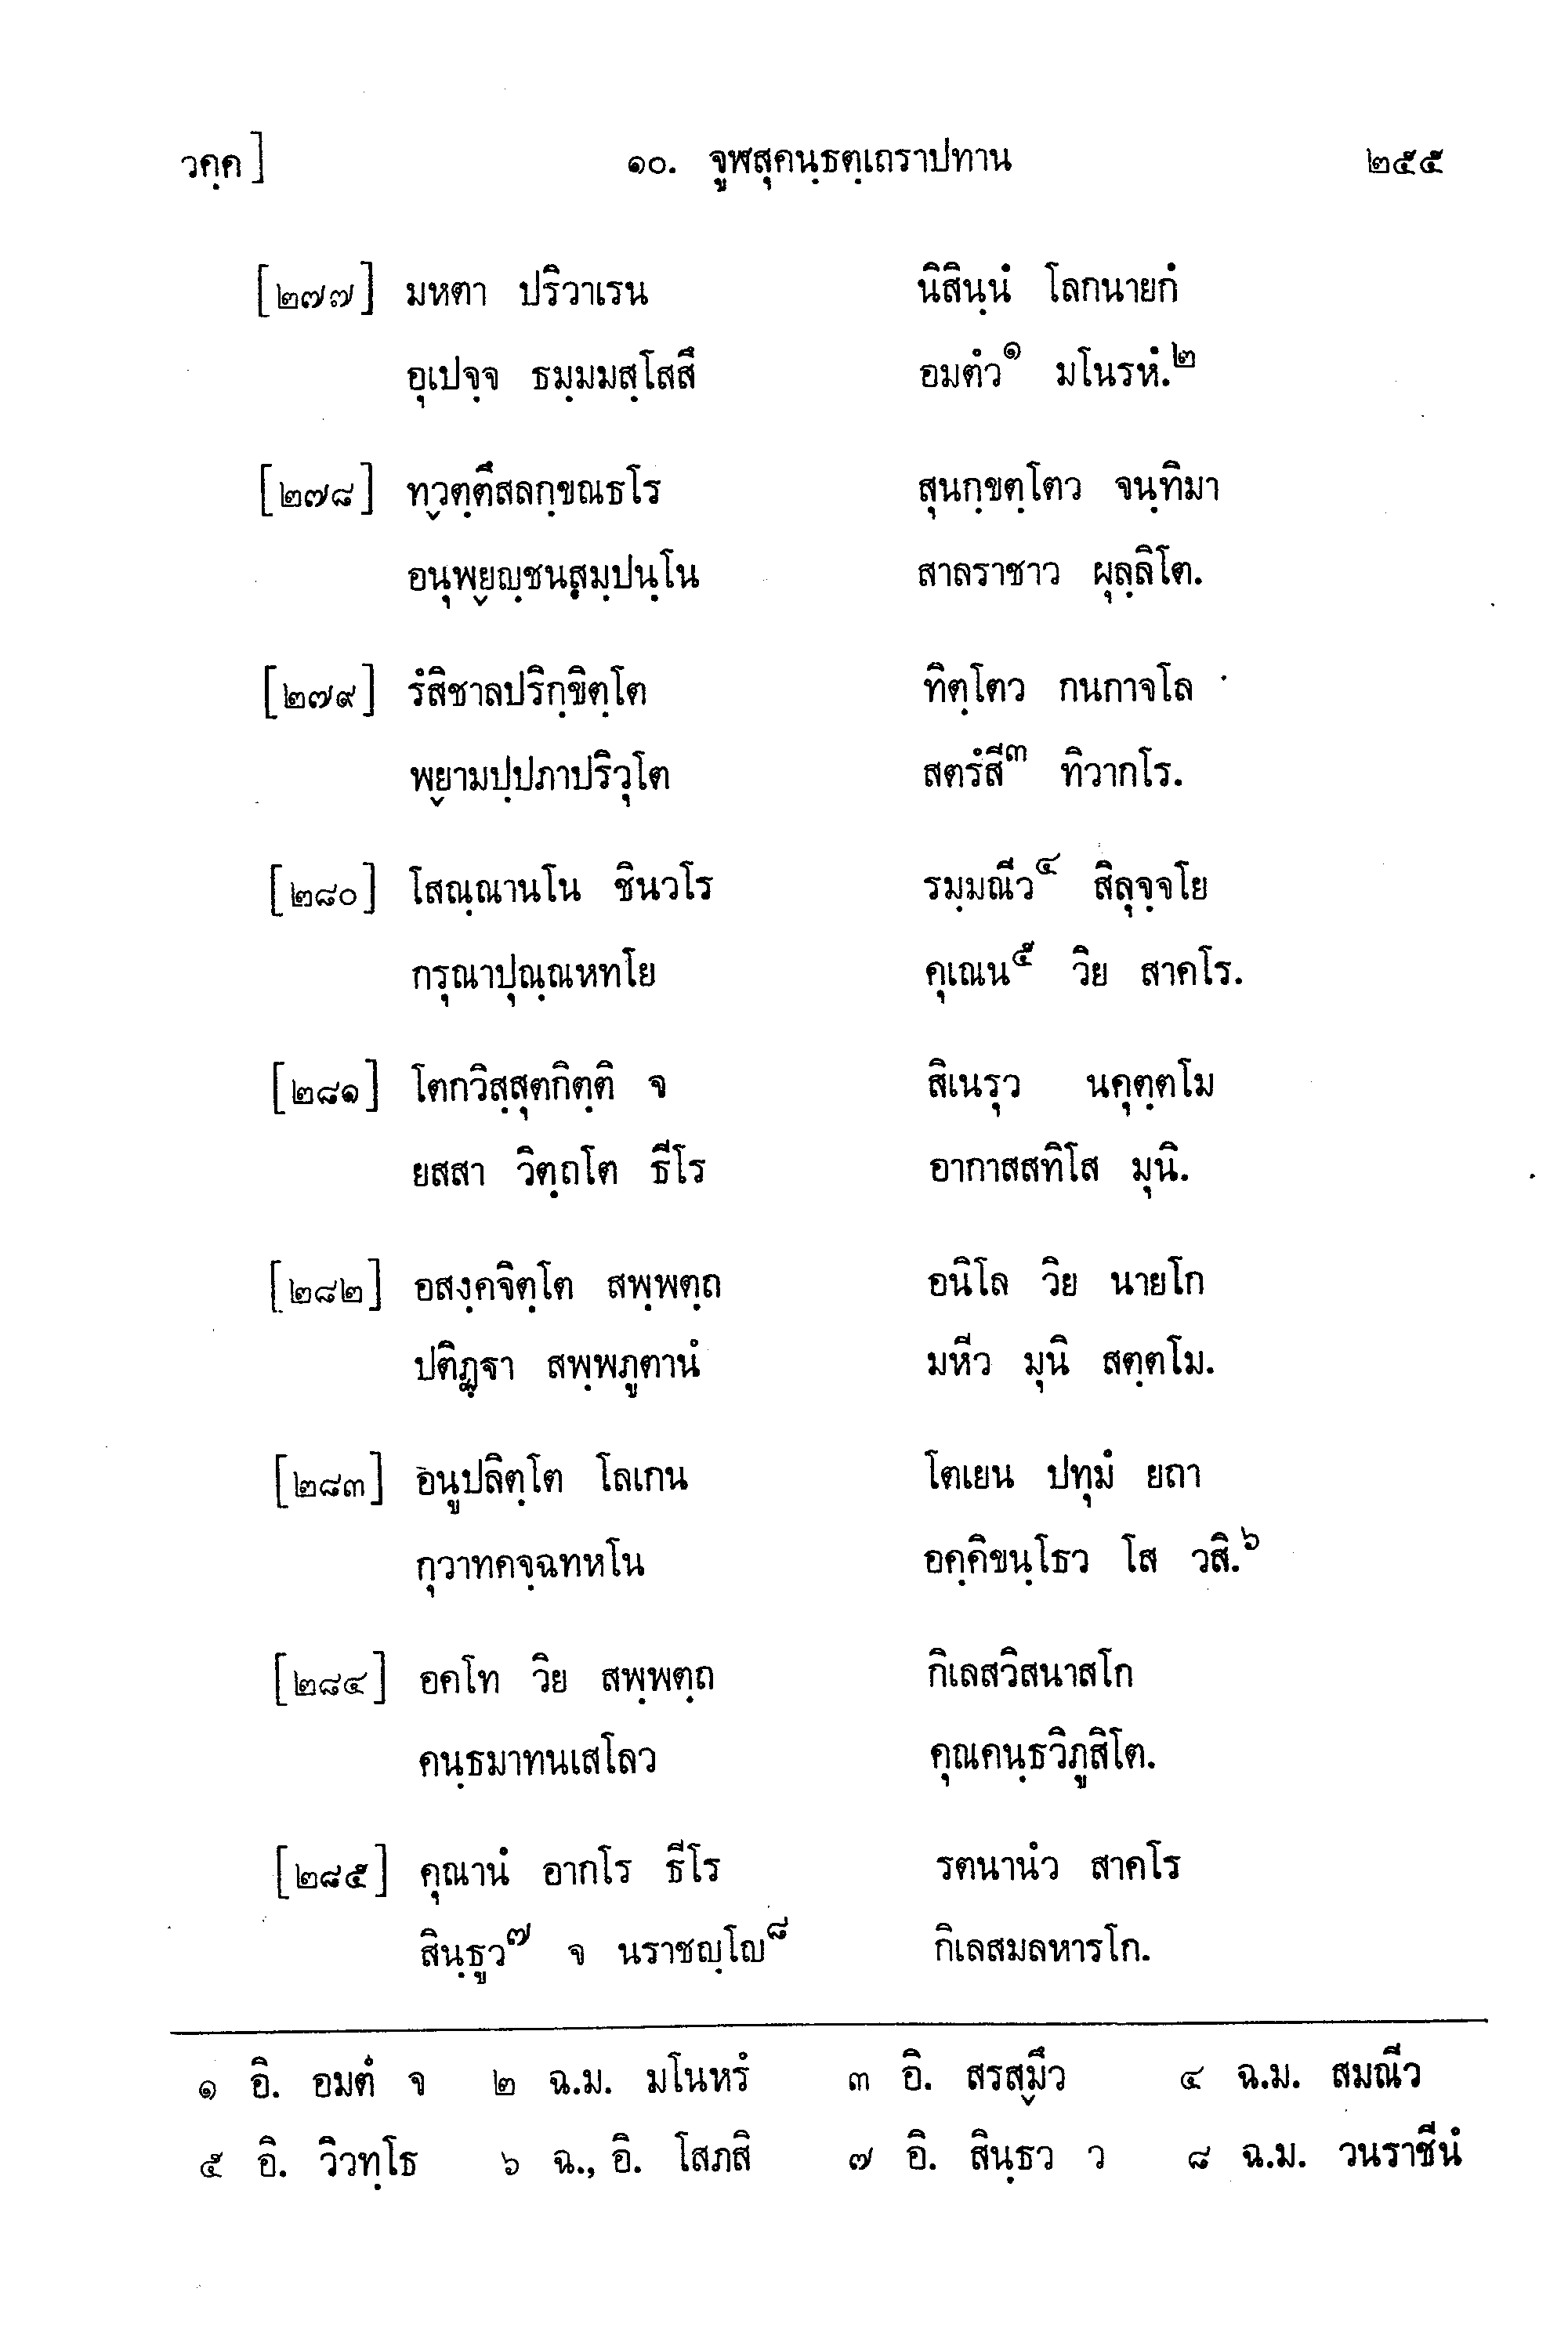 วคฺค] ๑๐. จูฬสุคนฺธตฺเถราปทาน ๒๕๕
[๒๗๗] มหตา ปริวาเรน นิสินฺนํ โลกนายกํ
อุเปจฺจ ธมฺมมสฺโสสึ อมตํว๑ มโนรหํ.๒
[๒๗๘] ทฺวตฺตึสลกฺขณธโร สุนกฺขตฺโตว จนฺทิมา
อนุพฺยญฺชนสมฺปนฺโน สาลราชาว ผุลฺลิโต.
[๒๗๙] รํสิชาลปริกฺขิตฺโต ทิตฺโตว กนกาจโล
พฺยามปฺปภาปริวุโต สตรํสี๓ ทิวากโร.
[๒๘๐] โสณฺณานโน ชินวโร รมฺมณีว๔ สิลุจฺจโย
กรุณาปุณฺณหทโย คุเณน๕ วิย สาคโร.
[๒๘๑] โตกวิสฺสุตกิตฺติ จ สิเนรุว นคุตฺตโม
ยสสา วิตฺถโต ธีโร อากาสสทิโส มุนิ.
[๒๘๒] อสงฺคจิตฺโต สพฺพตฺถ อนิโล วิย นายโก
ปติฏฺฐา สพฺพภูตานํ มหีว มุนิ สตฺตโม.
[๒๘๓] อนูปลิตฺโต โลเกน โตเยน ปทุมํ ยถา
กุวาทคจฺฉทหโน อคฺคิขนฺโธว โส วสิ.๖
[๒๘๔] อคโท วิย สพฺพตฺถ กิเลสวิสนาสโก
คนฺธมาทนเสโลว คุณคนฺธวิภูสิโต.
[๒๘๕] คุณานํ อากโร ธีโร รตนานํว สาคโร
สินฺธูว๗ จ นราชญฺโญ๘ กิเลสมลหารโก.
๑ อิ. อมตํ จ ๒ ฉ.ม. มโนหรํ ๓ อิ. สรสฺมึว ๔ ฉ.ม. สมณีว
๕ อิ. วิวทฺโธ ๖ ฉ., อิ. โสภสิ ๗ อิ. สินฺธว ว ๘ ฉ.ม. วนราชีนํ